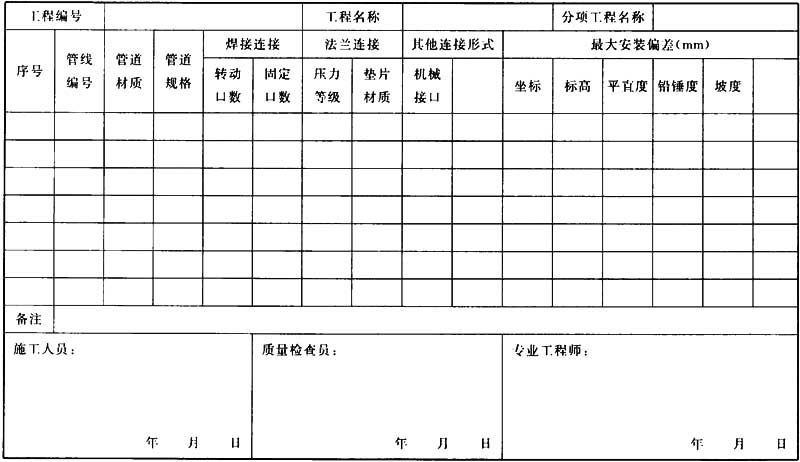 工程编号 工程名称 分项工程名称
序号 管线编号 管道材质 管道规格 焊接连接 法兰连接 其他连接形式 最大安装偏差(mm)
转动口数 固定口数 压力等级 垫片材质 机械接口 坐标 标高 平直度 铅锤度 坡度
备注
施工人员： 质量检查员： 专业工程师：
年 月 日 年 月 日 年 月 日